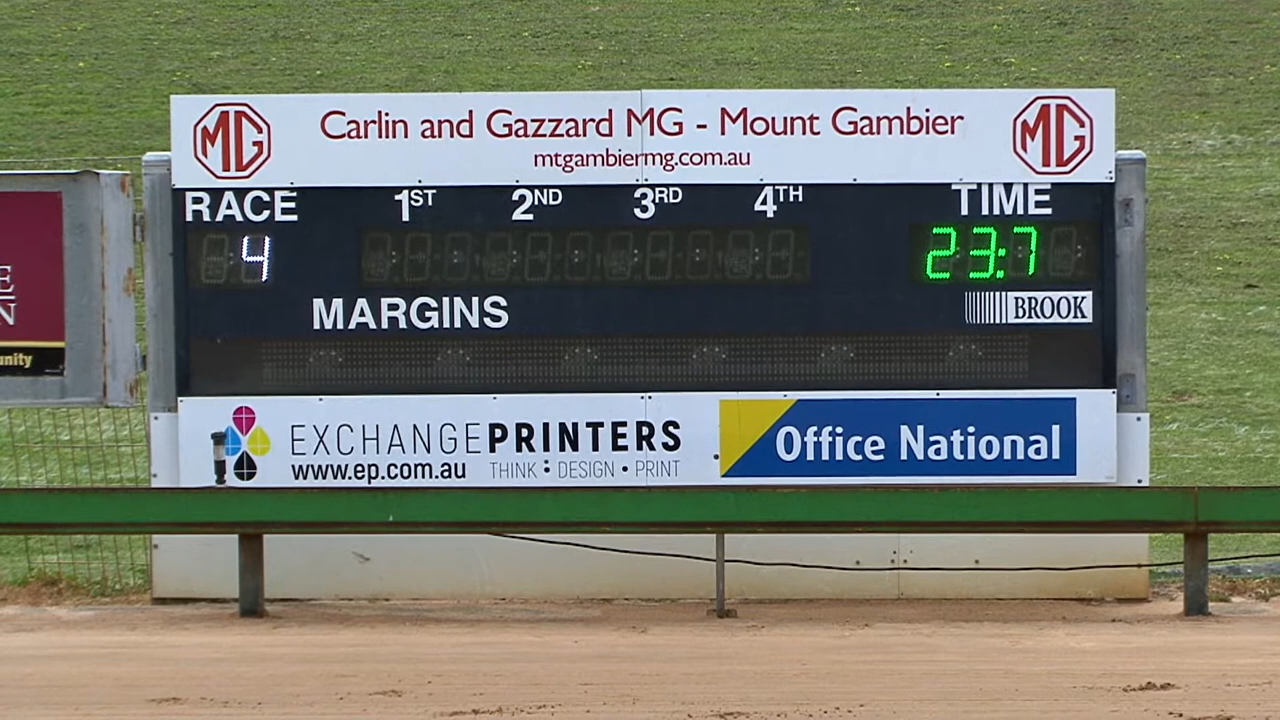 MG Carlin and Gazzard MG - Mount Gambier MG
mtgambiermg.com.au
RACE 1ST 2ND 3RD 4TH TIME
4 23:7
MARGINS BROOK
E
N
unity
EXCHANGEPRINTERS
www.ep.com.au THINK : DESIGN • PRINT
Office National